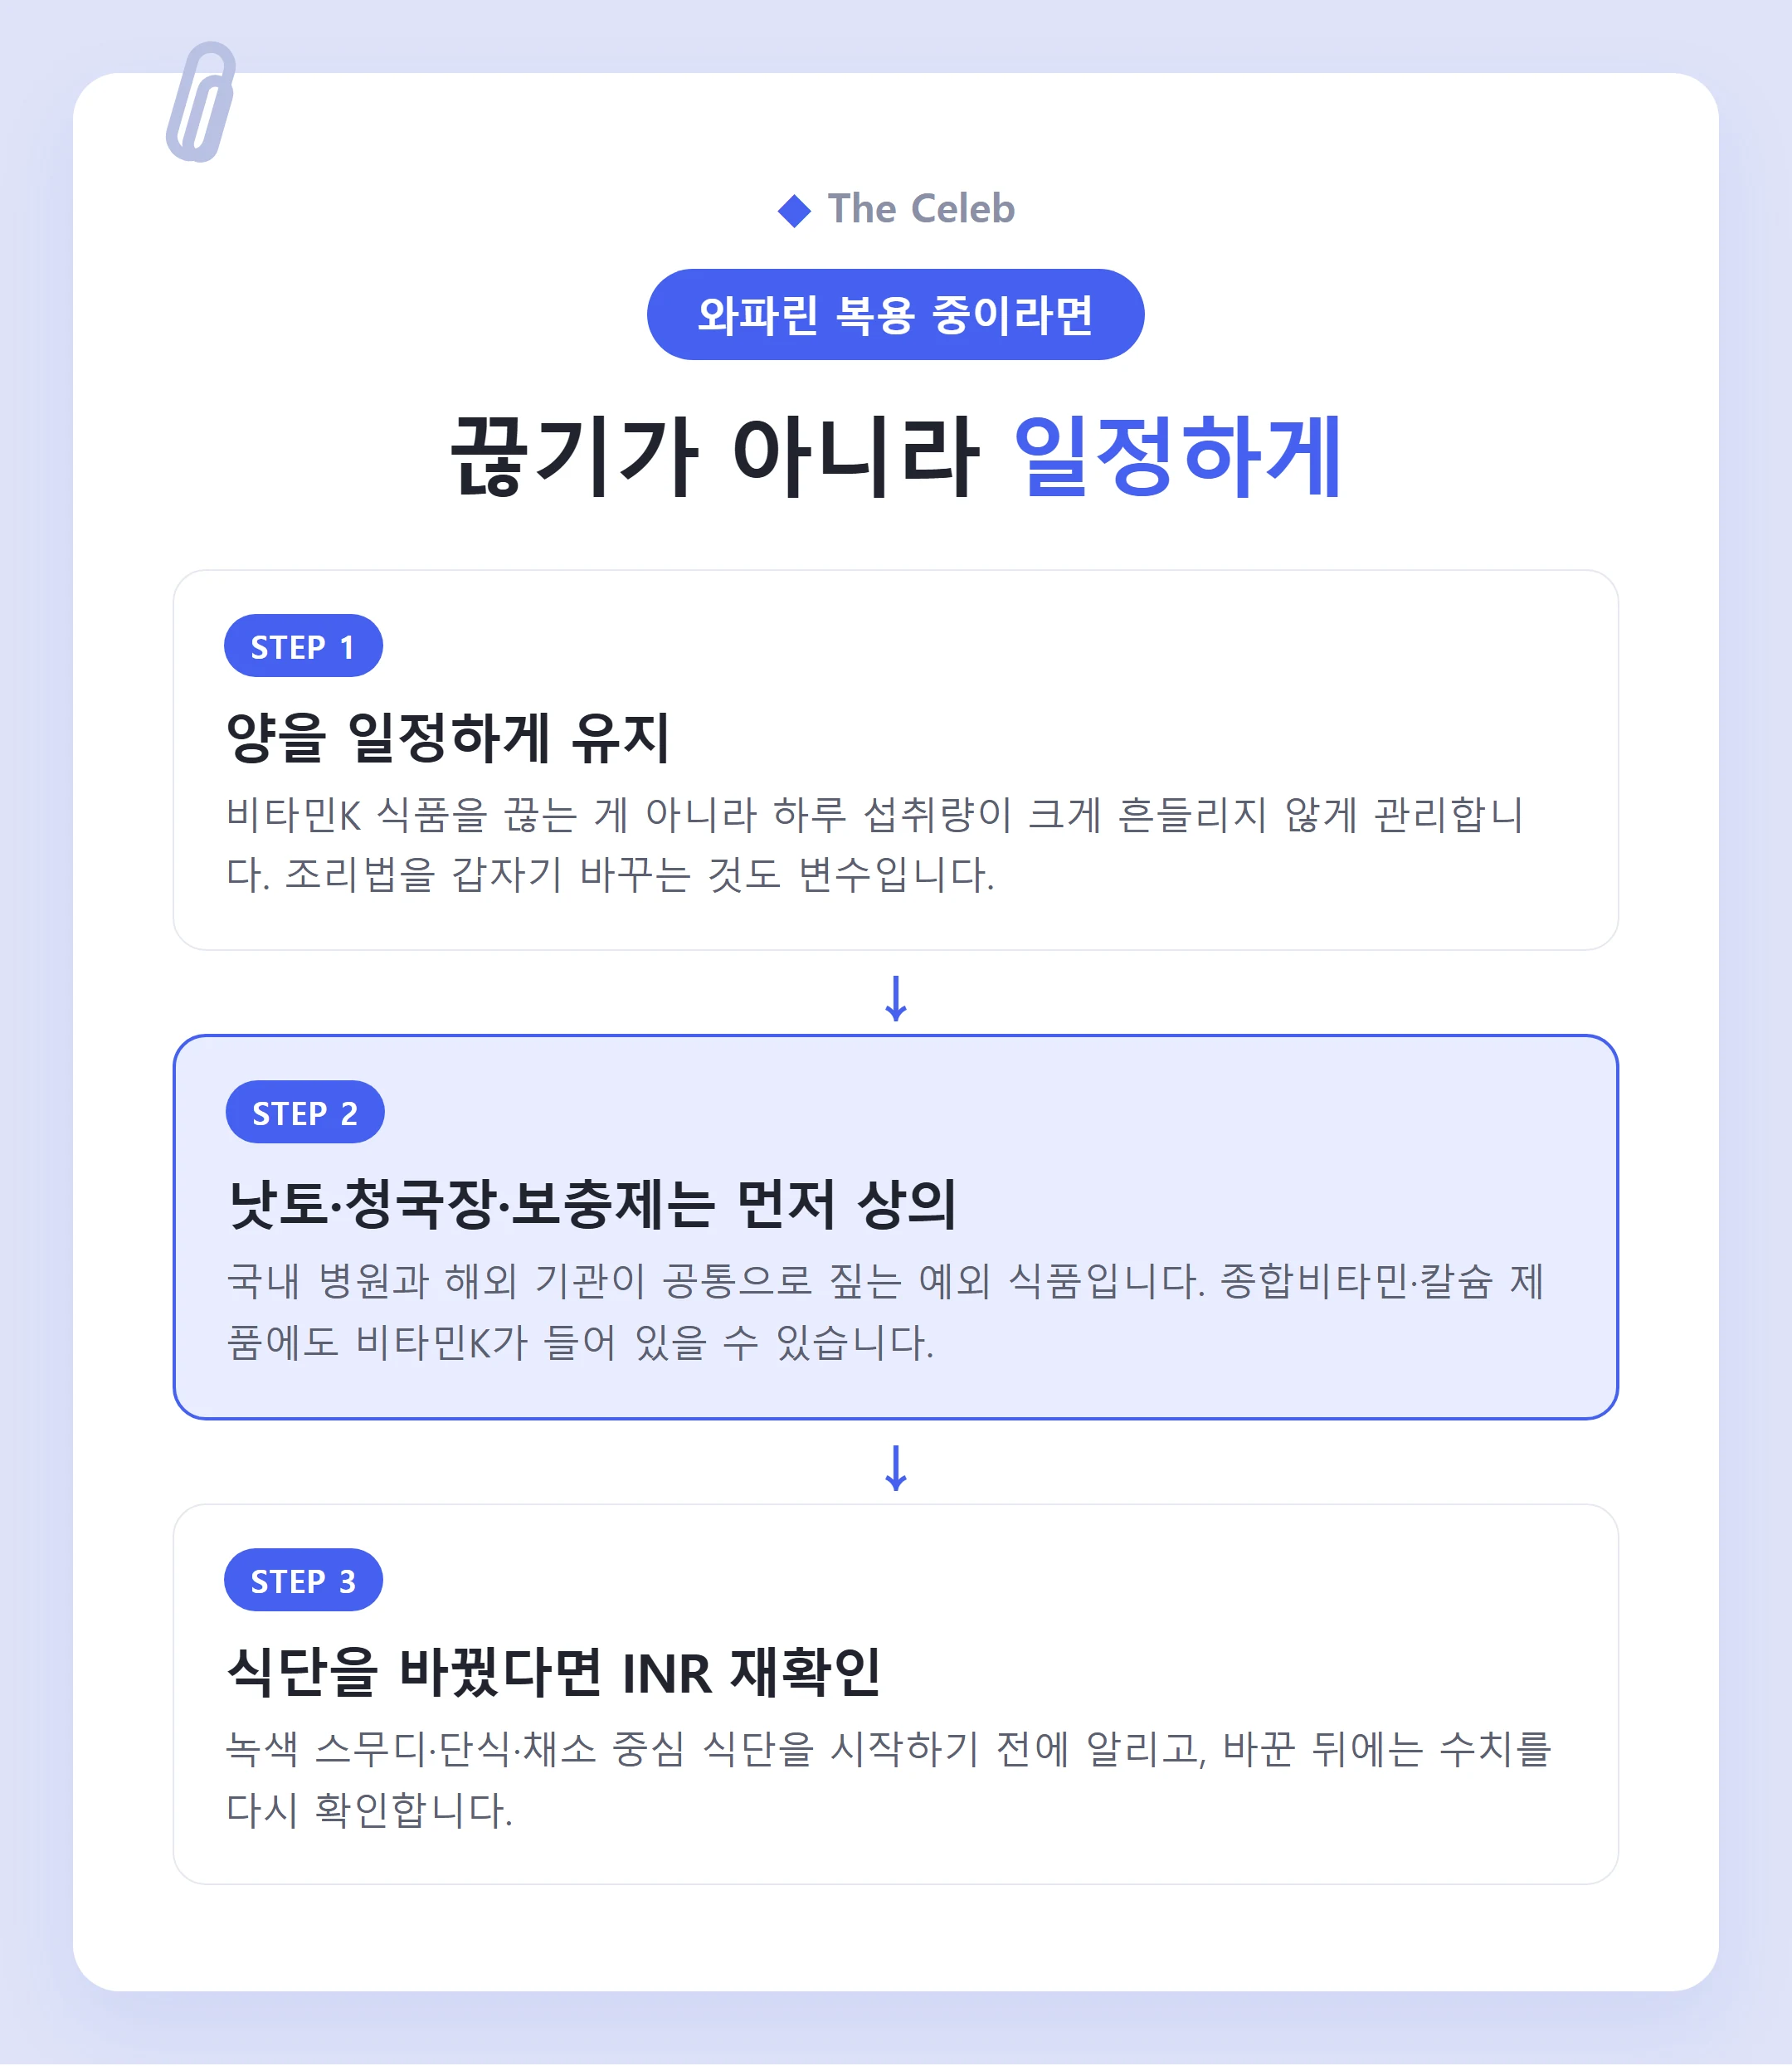 The Celeb
와파린 복용 중이라면
끊기가 아니라 일정하게
STEP 1
양을 일정하게 유지
비타민K 식품을 끊는 게 아니라 하루 섭취량이 크게 흔들리지 않게 관리합니
다. 조리법을 갑자기 바꾸는 것도 변수입니다.
↓
STEP 2
낫토·청국장·보충제는 먼저 상의
국내 병원과 해외 기관이 공통으로 짚는 예외 식품입니다. 종합비타민·칼슘 제
품에도 비타민K가 들어 있을 수 있습니다.
↓
STEP 3
식단을 바꿨다면 INR 재확인
녹색 스무디·단식·채소 중심 식단을 시작하기 전에 알리고, 바꾼 뒤에는 수치를
다시 확인합니다.